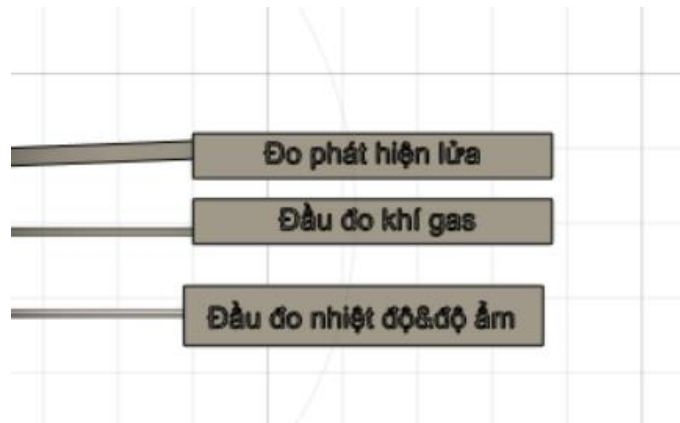 Đo phát hiện lửa
Đầu đo khí gas
Đầu đo nhiệt độ&độ ẩm